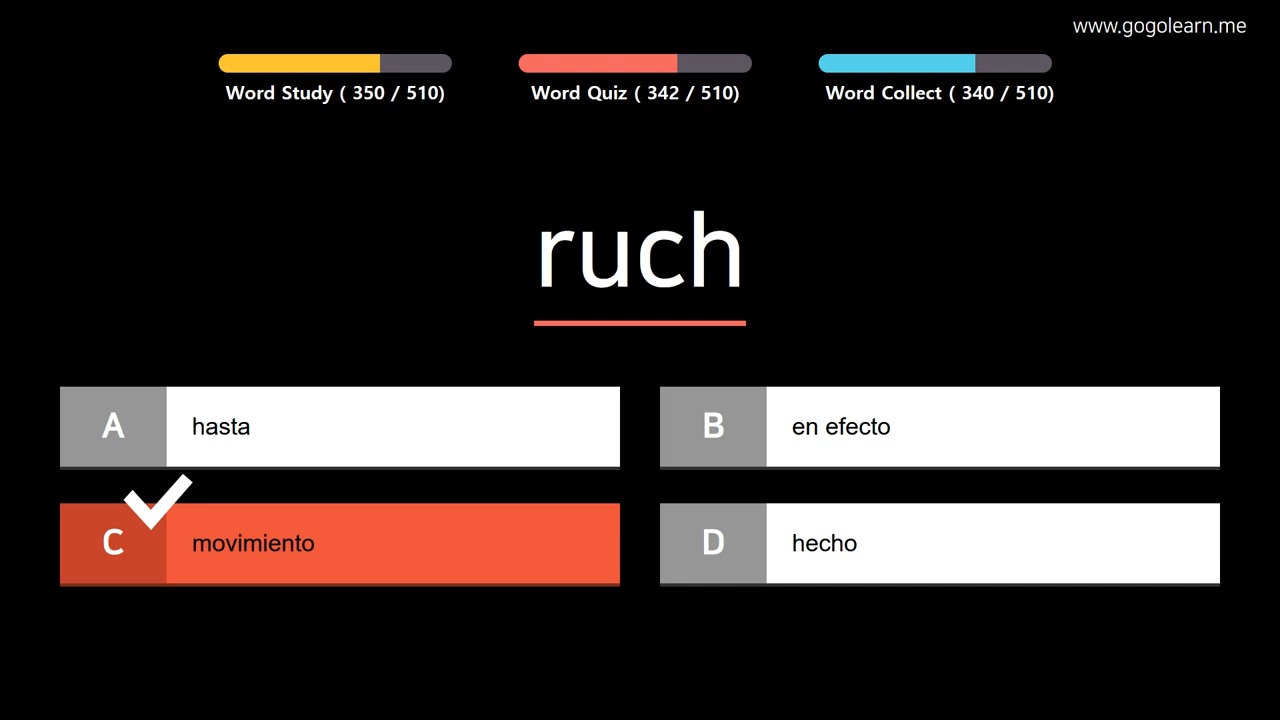 www.gogolearn.me
Word Study ( 350 / 510)
Word Quiz ( 342 / 510)
Word Collect ( 340 / 510)
ruch
A hasta
B en efecto
C movimiento
D hecho